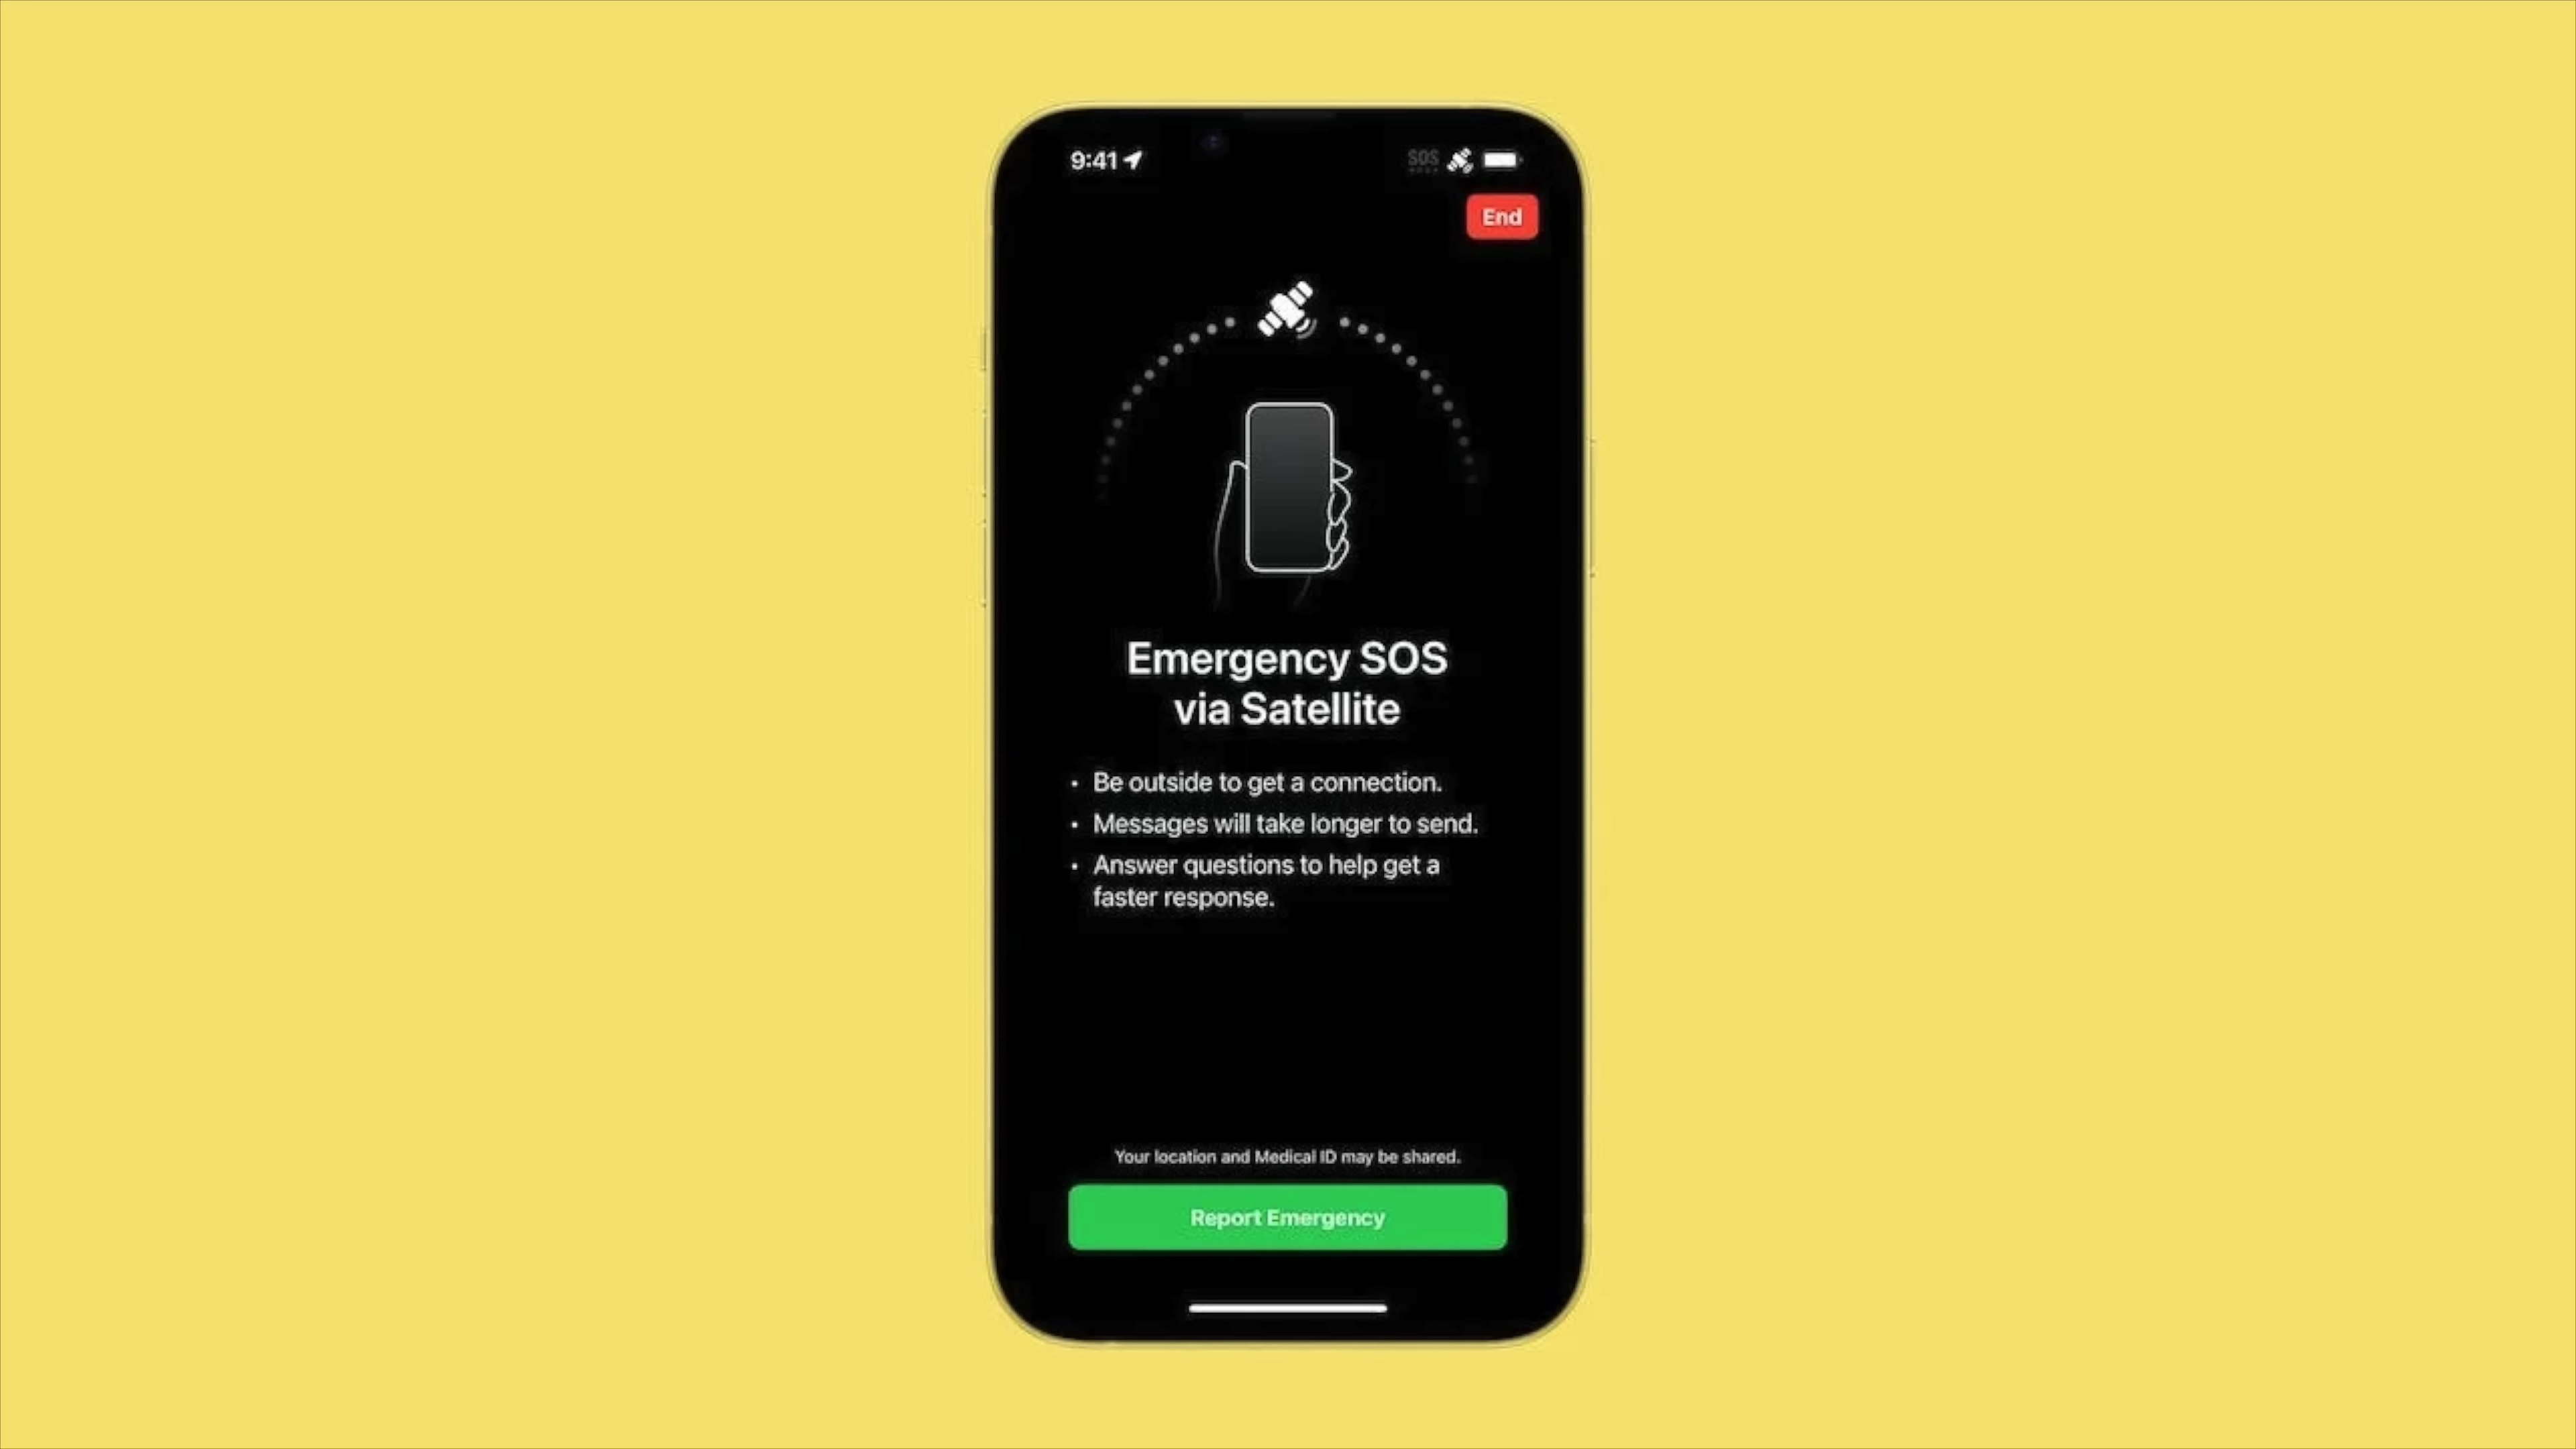 9:41
SOS
End
Emergency SOS
via Satellite
• Be outside to get a connection.
• Messages will take longer to send.
• Answer questions to help get a
faster response.
Your location and Medical ID may be shared.
Report Emergency